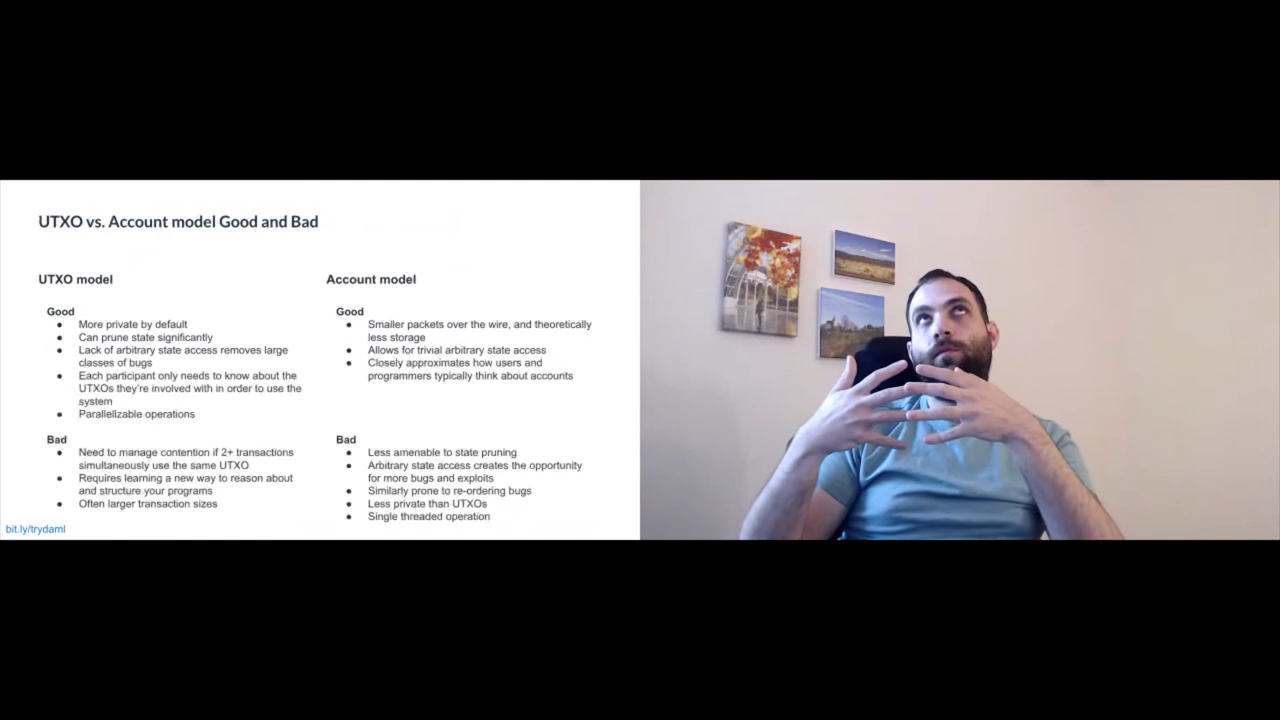 UTXO vs. Account model Good and Bad
UTXO model
Good
● More private by default
● Can prune state significantly
● Lack of arbitrary state access removes large
classes of bugs
● Each participant only needs to know about the
UTXOs they're involved with in order to use the
system
● Parallelizable operations
Bad
● Need to manage contention if 2+ transactions
simultaneously use the same UTXO
● Requires learning a new way to reason about
and structure your programs
● Often larger transaction sizes
Account model
Good
● Smaller packets over the wire, and theoretically
less storage
● Allows for trivial arbitrary state access
● Closely approximates how users and
programmers typically think about accounts
Bad
● Less amenable to state pruning
● Arbitrary state access creates the opportunity
for more bugs and exploits
● Similarly prone to re-ordering bugs
● Less private than UTXOs
● Single threaded operation
bit.ly/trydaml